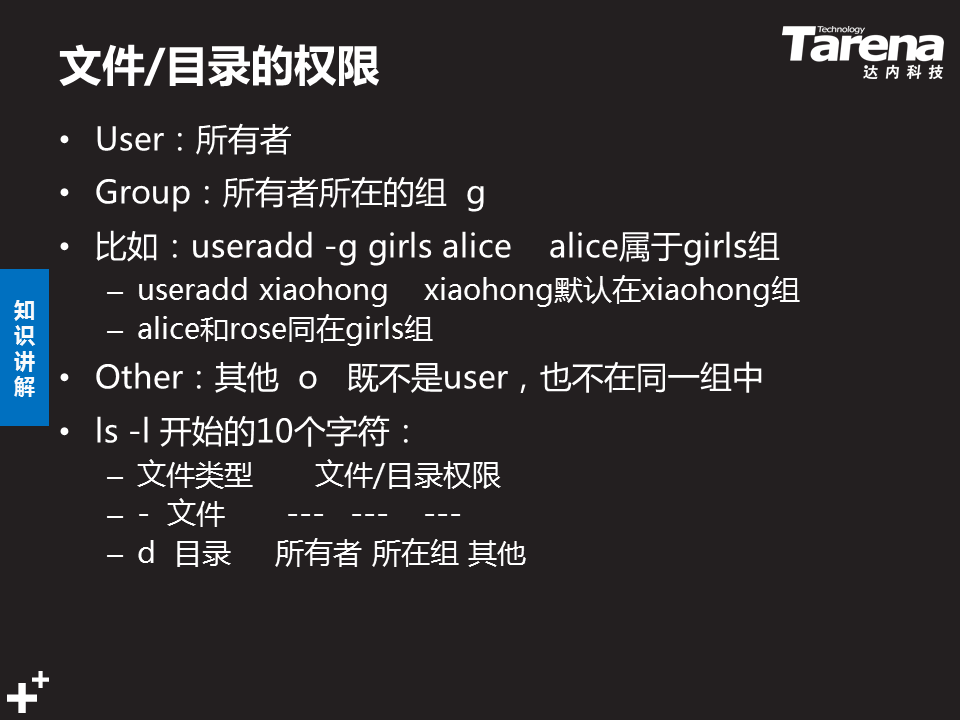 文件/目录的权限
Technology
Tarena
达内科技
• User：所有者
• Group：所有者所在的组  g
• 比如：useradd -g girls alice    alice属于girls组
– useradd xiaohong    xiaohong默认在xiaohong组
– alice和rose同在girls组
• Other：其他  o   既不是user，也不在同一组中
• ls -l 开始的10个字符：
– 文件类型       文件/目录权限
– -  文件       ---   ---    ---
– d  目录     所有者 所在组 其他
知识讲解